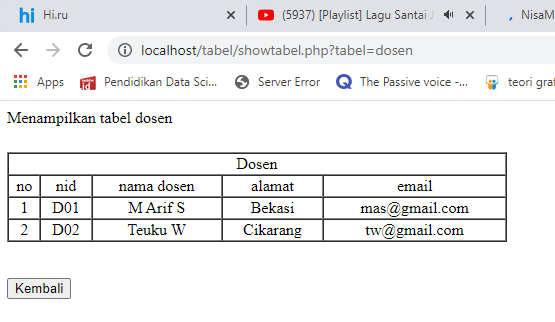 hi Hi.ru
(5937) [Playlist] Lagu Santai
NisaM
localhost/tabel/showtabel.php?tabel=dosen
Apps Pendidikan Data Sci... Server Error The Passive voice -... teori graf
Menampilkan tabel dosen
Dosen
no nid nama dosen alamat email
1 D01 M Arif S Bekasi mas@gmail.com
2 D02 Teuku W Cikarang tw@gmail.com
Kembali